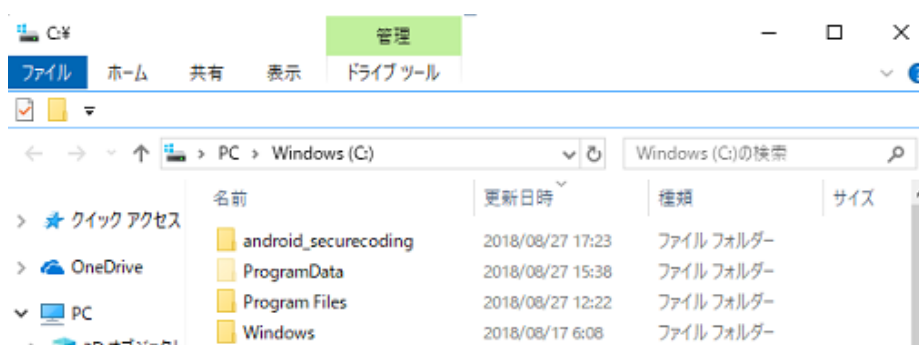 C:¥
管理
ファイル ホーム 共有 表示 ドライブ ツール
PC > Windows (C:) Windows (C:)の検索
名前 更新日時 種類 サイズ
クイック アクセス
android_securecoding 2018/08/27 17:23 ファイル フォルダー
OneDrive
ProgramData 2018/08/27 15:38 ファイル フォルダー
Program Files 2018/08/27 12:22 ファイル フォルダー
PC
Windows 2018/08/17 6:08 ファイル フォルダー